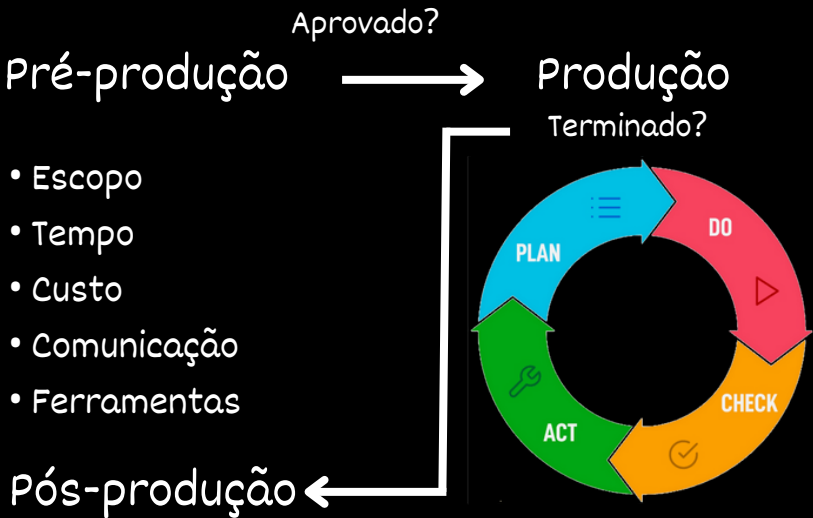 Aprovado?
Pré-produção
Produção
Terminado?
• Escopo
• Tempo
• Custo
• Comunicação
• Ferramentas
PLAN
DO
CHECK
ACT
Pós-produção